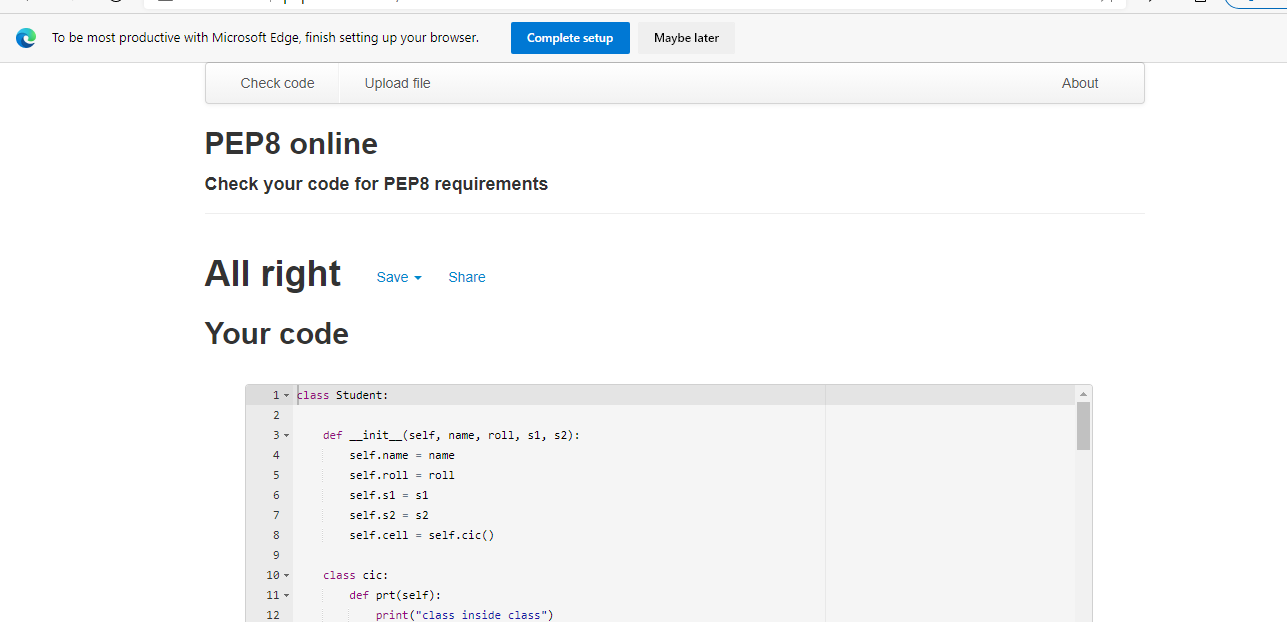 To be most productive with Microsoft Edge, finish setting up your browser. Complete setup Maybe later
Check code Upload file About
PEP8 online
Check your code for PEP8 requirements
All right Save Share
Your code
1 class Student:
2
3 def __init__(self, name, roll, s1, s2):
4 self.name = name
5 self.roll = roll
6 self.s1 = s1
7 self.s2 = s2
8 self.cell = self.cic()
9
10 class cic:
11 def prt(self):
12 print("class inside class")